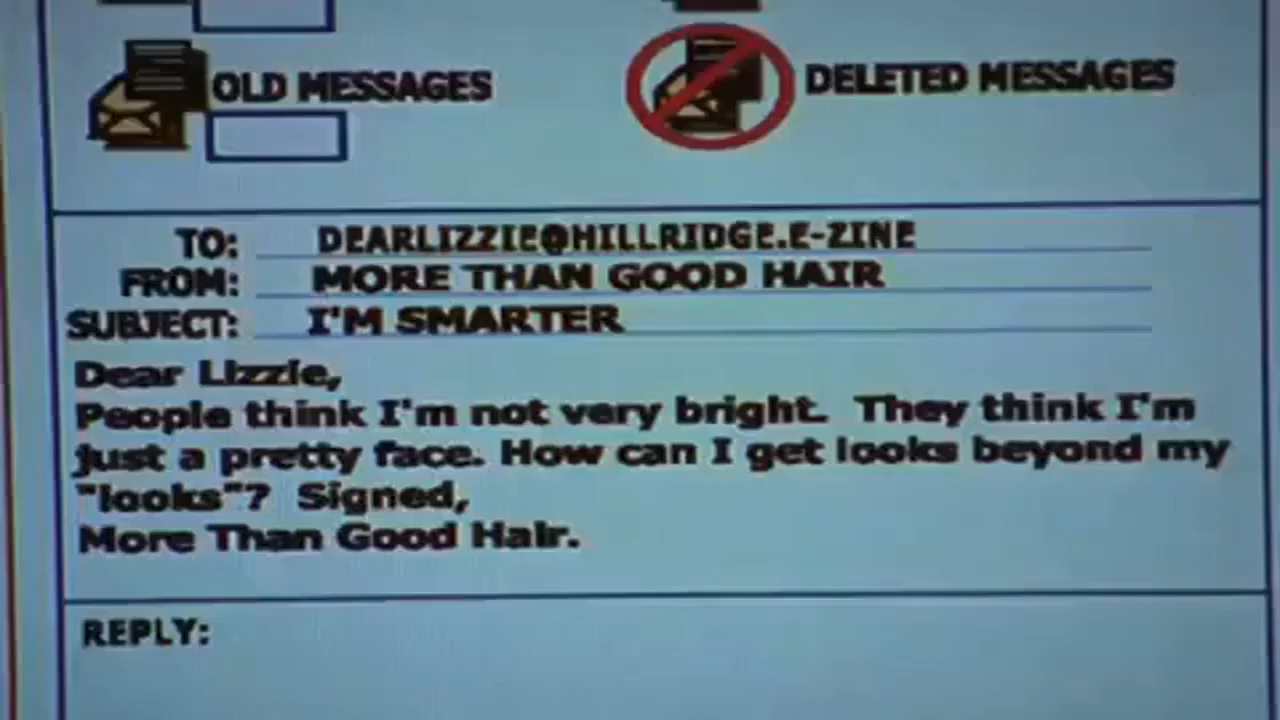 OLD MESSAGES
DELETED MESSAGES
TO: DEARLIZZIE@HILLRIDGE.E-ZINE
FROM: MORE THAN GOOD HAIR
SUBJECT: I'M SMARTER
Dear Lizzie,
People think I'm not very bright. They think I'm
just a pretty face. How can I get looks beyond my
"looks"? Signed,
More Than Good Hair.
REPLY: